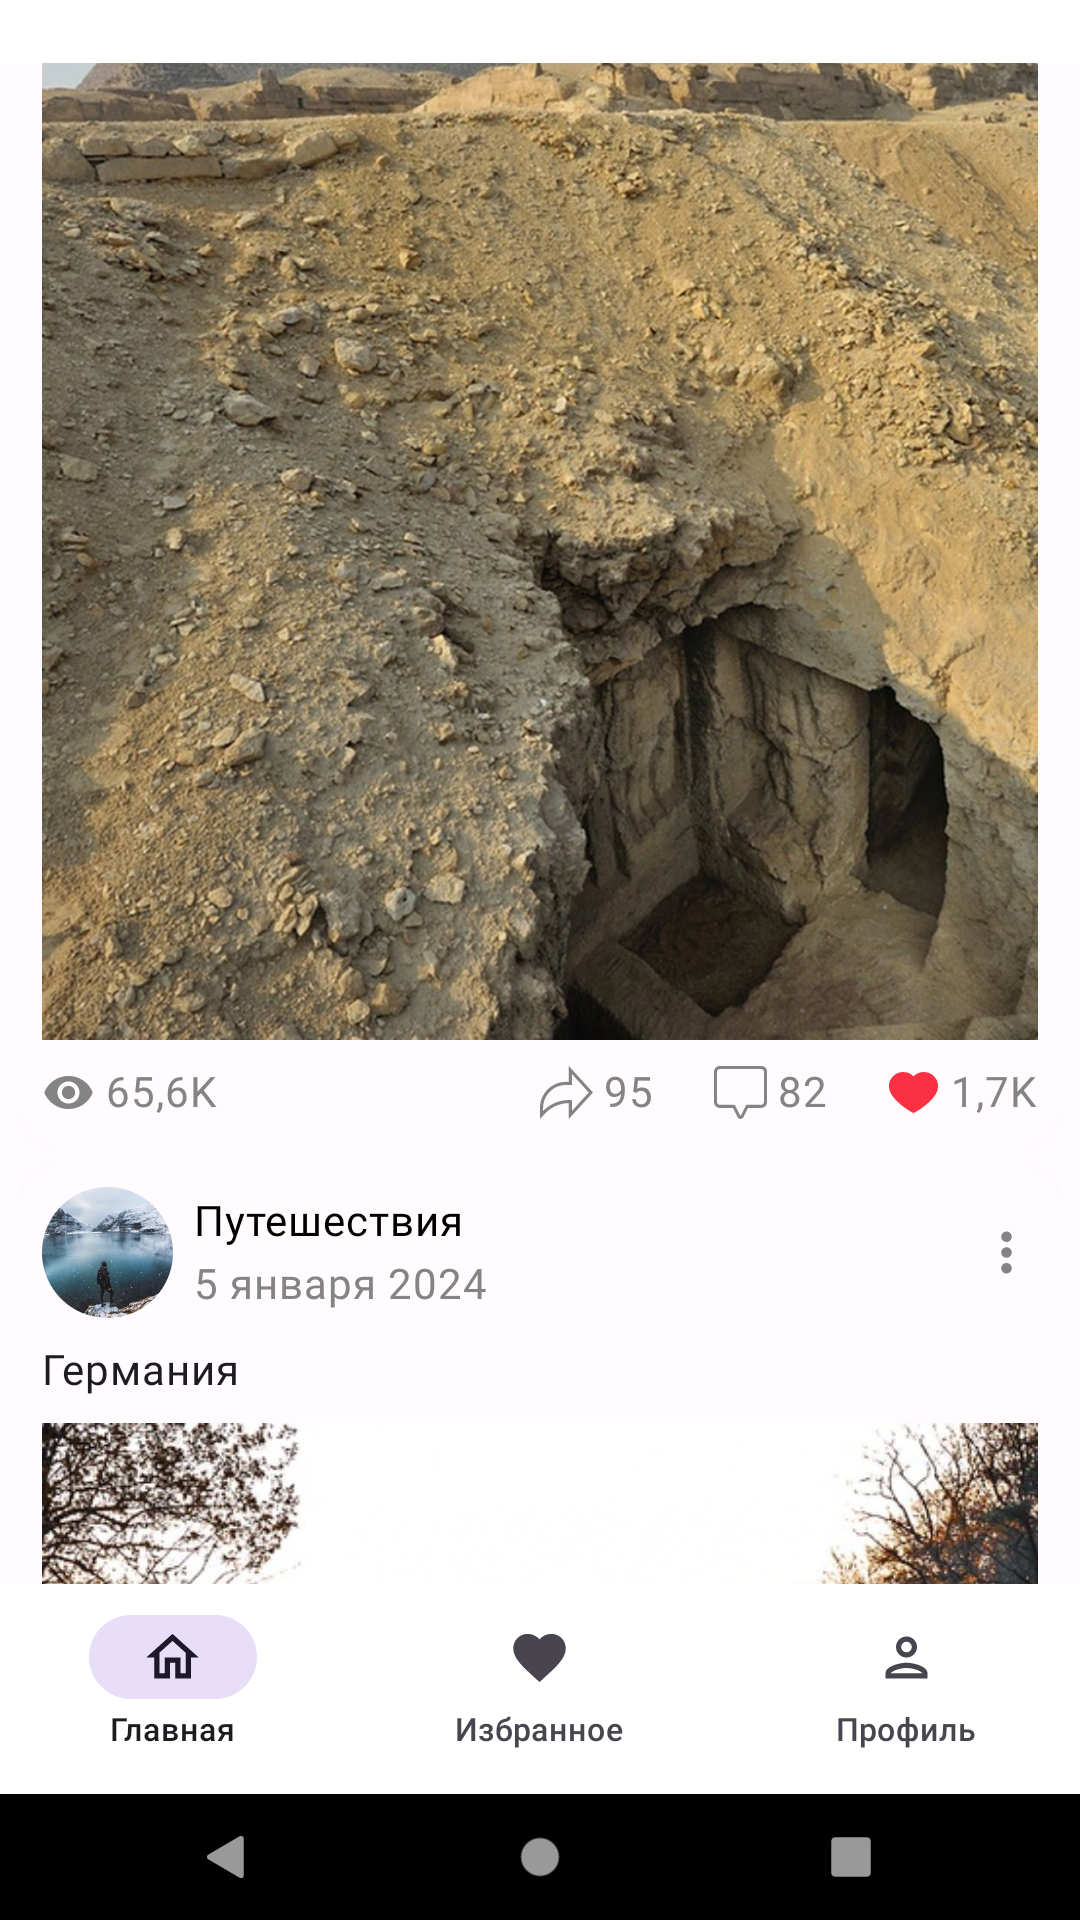 65,6K 95 82 1,7K
Путешествия
5 января 2024
Германия
Главная Избранное Профиль